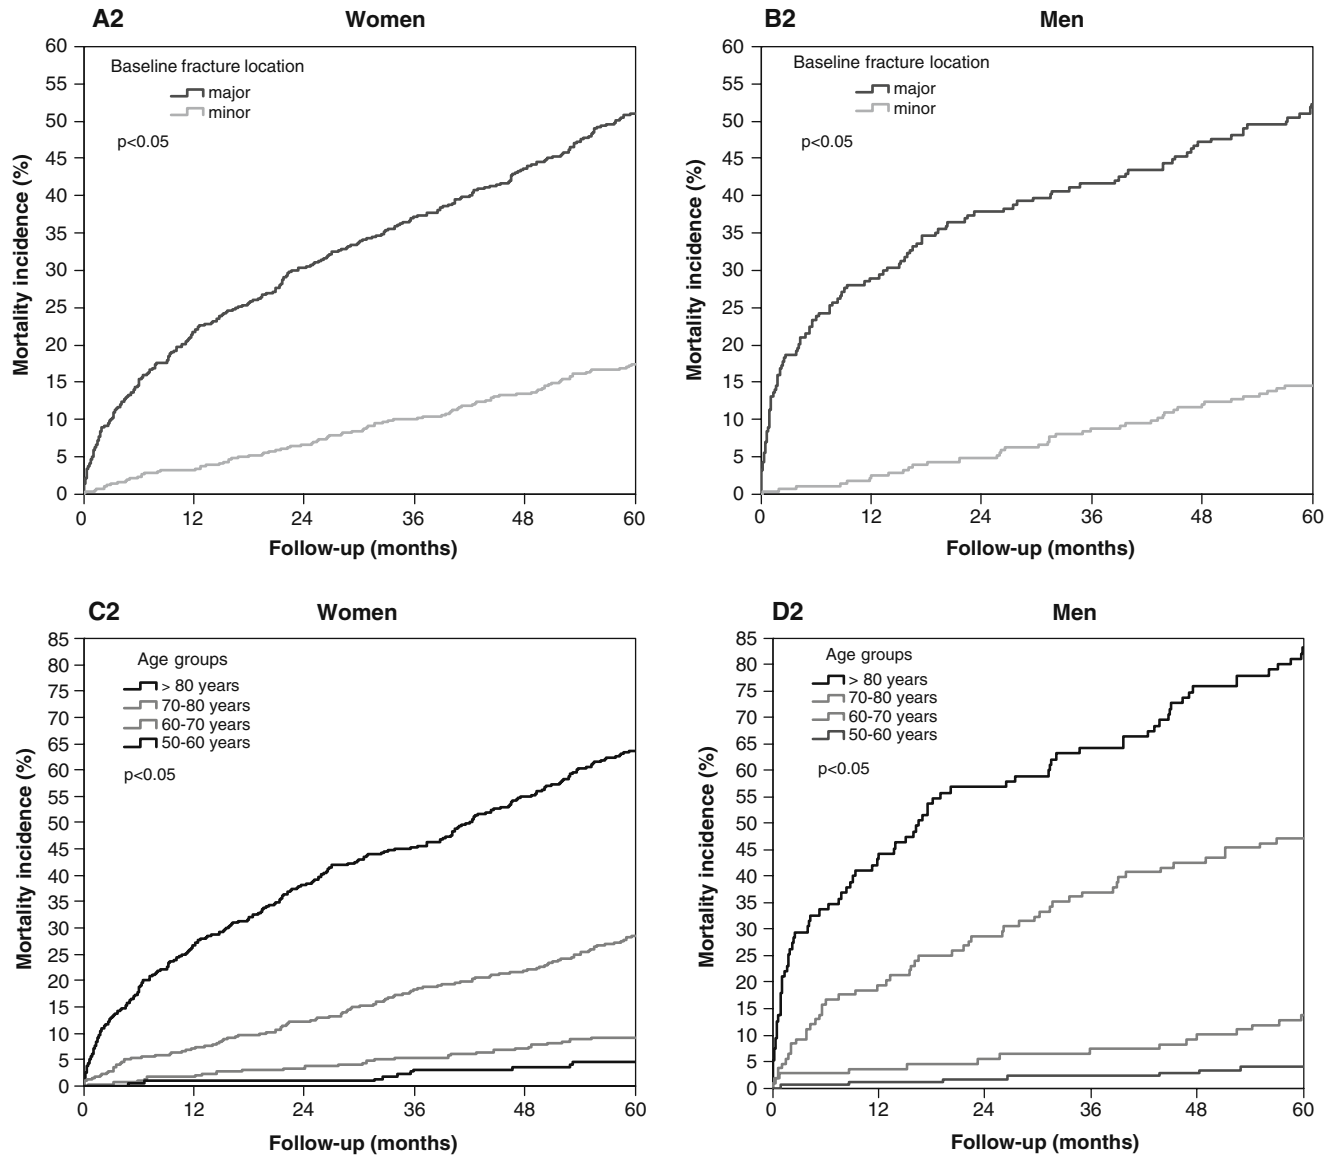 A2 Women
Mortality incidence (%)
60
55
50
45
40
35
30
25
20
15
10
5
0
Baseline fracture location
major
minor
p<0.05
0 12 24 36 48 60
Follow-up (months)
B2 Men
Mortality incidence (%)
60
55
50
45
40
35
30
25
20
15
10
5
0
Baseline fracture location
major
minor
p<0.05
0 12 24 36 48 60
Follow-up (months)
C2 Women
Mortality incidence (%)
85
80
75
70
65
60
55
50
45
40
35
30
25
20
15
10
5
0
Age groups
> 80 years
70-80 years
60-70 years
50-60 years
p<0.05
0 12 24 36 48 60
Follow-up (months)
D2 Men
Mortality incidence (%)
85
80
75
70
65
60
55
50
45
40
35
30
25
20
15
10
5
0
Age groups
> 80 years
70-80 years
60-70 years
50-60 years
p<0.05
0 12 24 36 48 60
Follow-up (months)